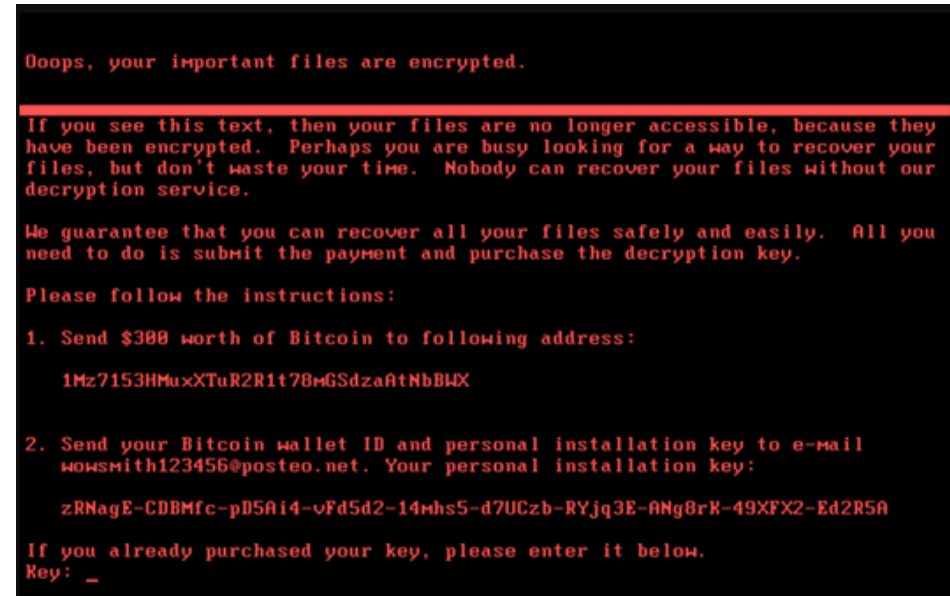 Ooops, your important files are encrypted.
If you see this text, then your files are no longer accessible, because they
have been encrypted. Perhaps you are busy looking for a way to recover your
files, but don't waste your time. Nobody can recover your files without our
decryption service.
We guarantee that you can recover all your files safely and easily. All you
need to do is submit the payment and purchase the decryption key.
Please follow the instructions:
1. Send $300 worth of Bitcoin to following address:
1Mz7153HMuxXTuR2R1t78mGSdzaAtNbBWX
2. Send your Bitcoin wallet ID and personal installation key to e-mail
wowsmith123456@posteo.net. Your personal installation key:
zRNagE-CDBMfc-pD5Ai4-vFd5d2-14mhs5-d7UCzb-RYjq3E-ANg8rK-49XFX2-Ed2R5A
If you already purchased your key, please enter it below.
Key: _